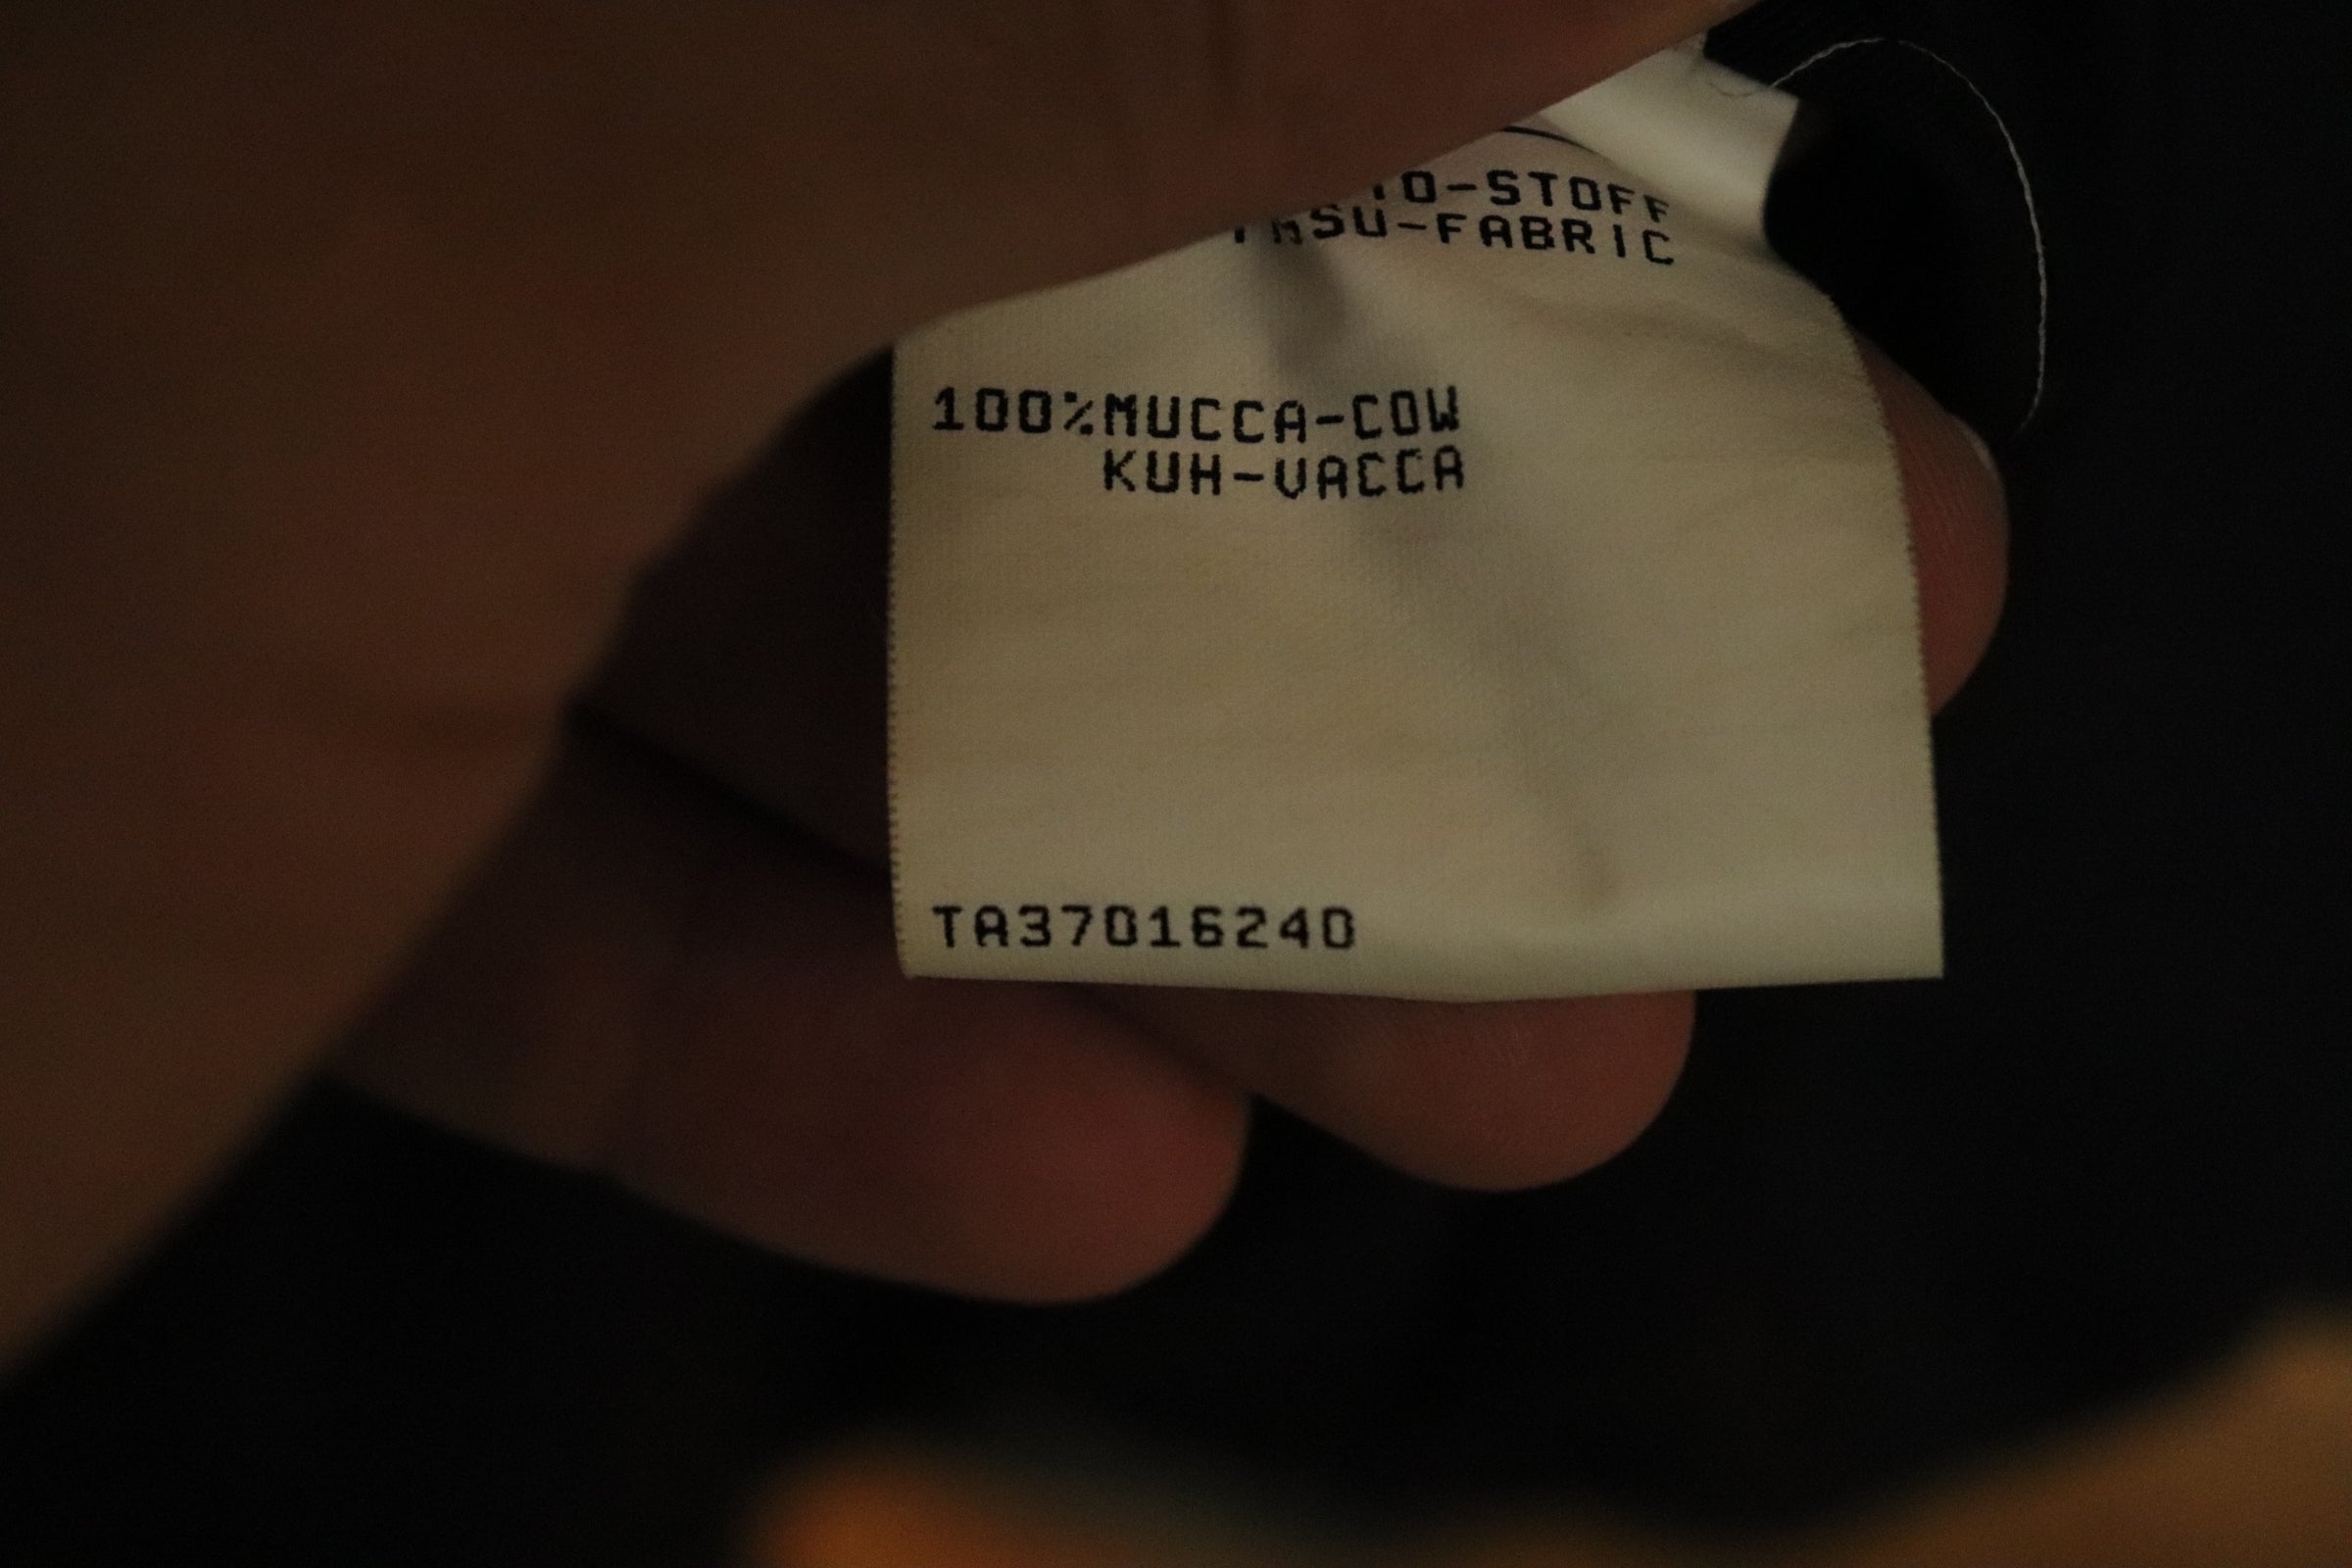 -STOFF
-FABRIC
100%MUCCA-COW
KUH-VACCA
TA37016240